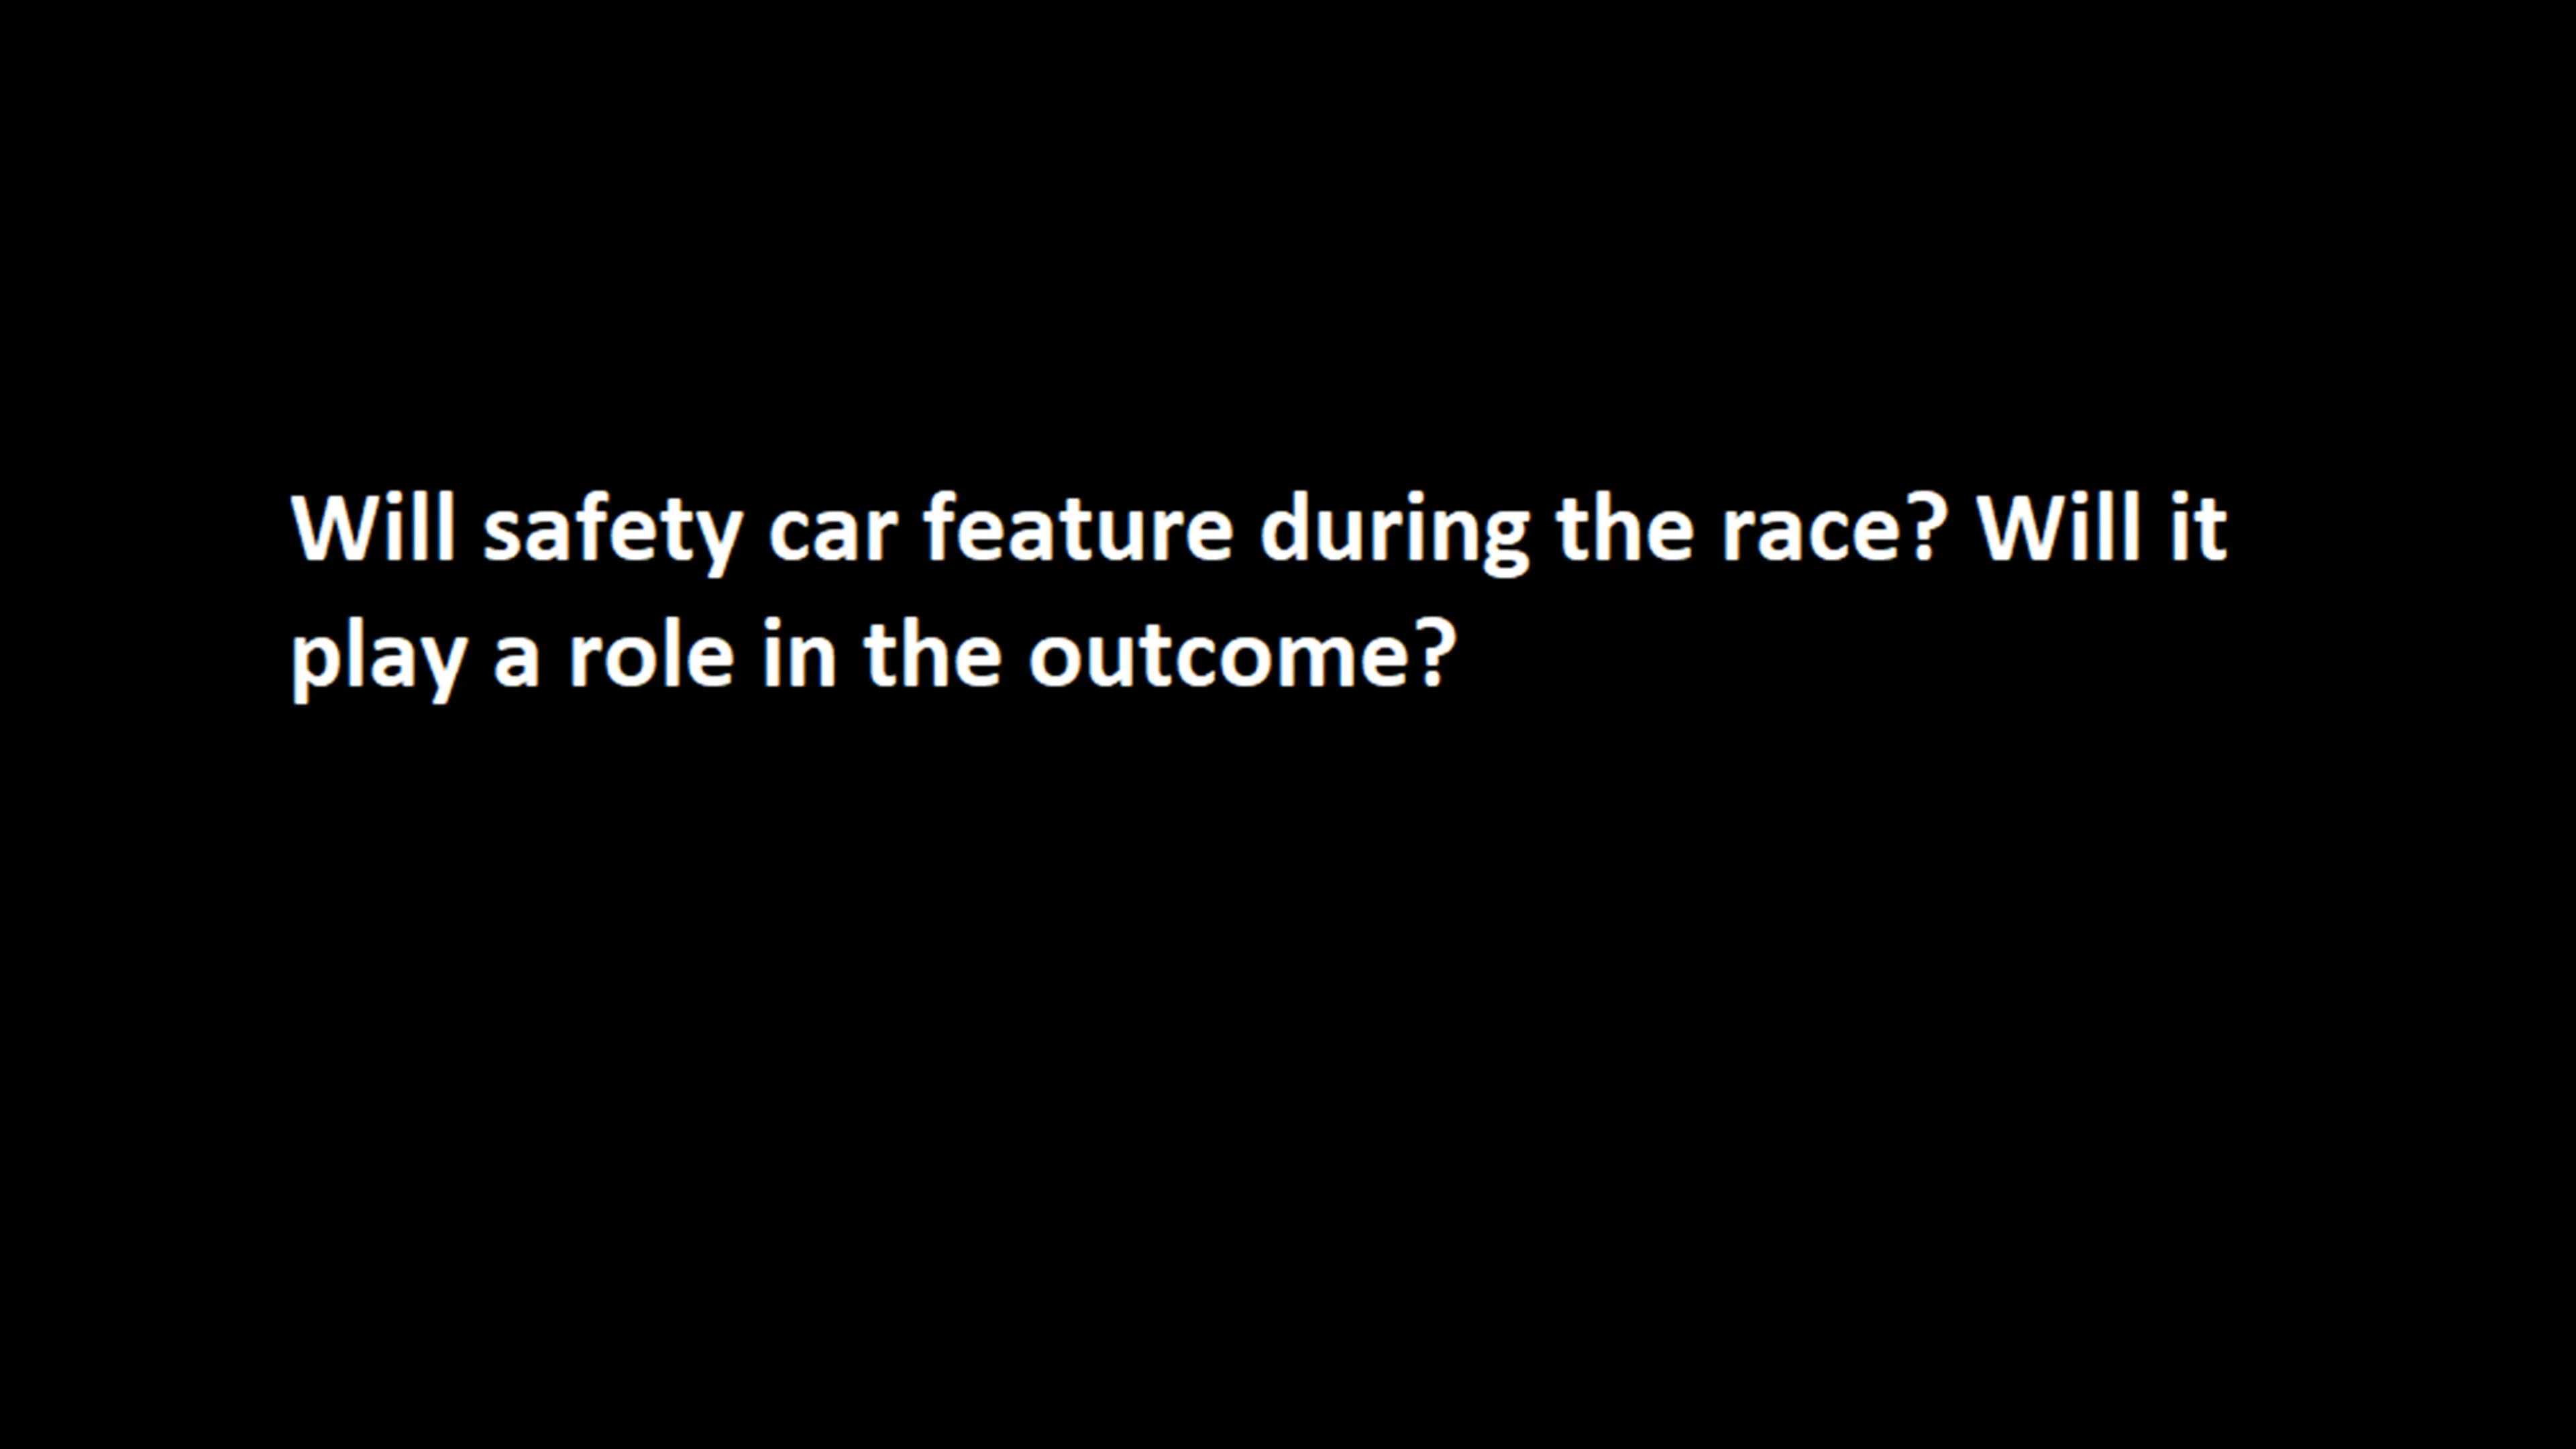 Will safety car feature during the race? Will it
play a role in the outcome?